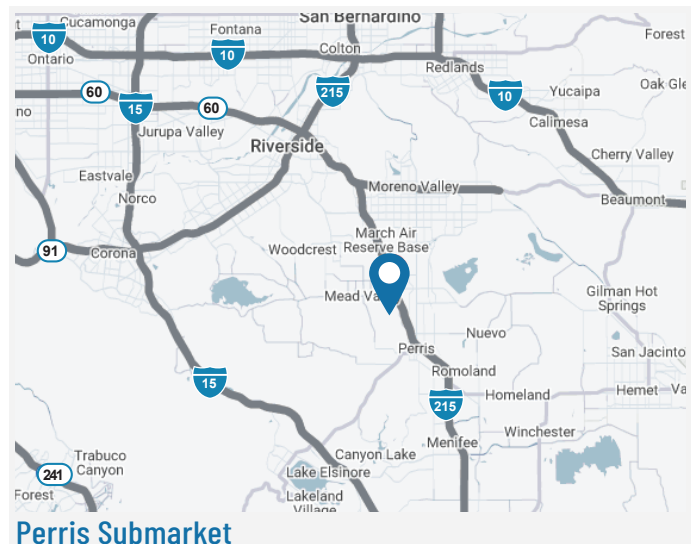 San Bernardino
Cucamonga
Fontana
Forest
10
Ontario
10
Colton
Redlands
Oak Gle
60
215
Yucaipa
10
15
60
no
Calimesa
Jurupa Valley
Riverside
Cherry Valley
Eastvale
Moreno Valley
Norco
Beaumont
March Air
Reserve Base
91
Corona
Woodcrest
Mead Va
Gilman Hot
Springs
Nuevo
Perris
San Jacinto
15
Romoland
Homeland
Hemet
Va
215
Winchester
Menifee
Trabuco
Canyon
Canyon Lake
241
Lake Elsinore
Forest
Lakeland
Village
Perris Submarket